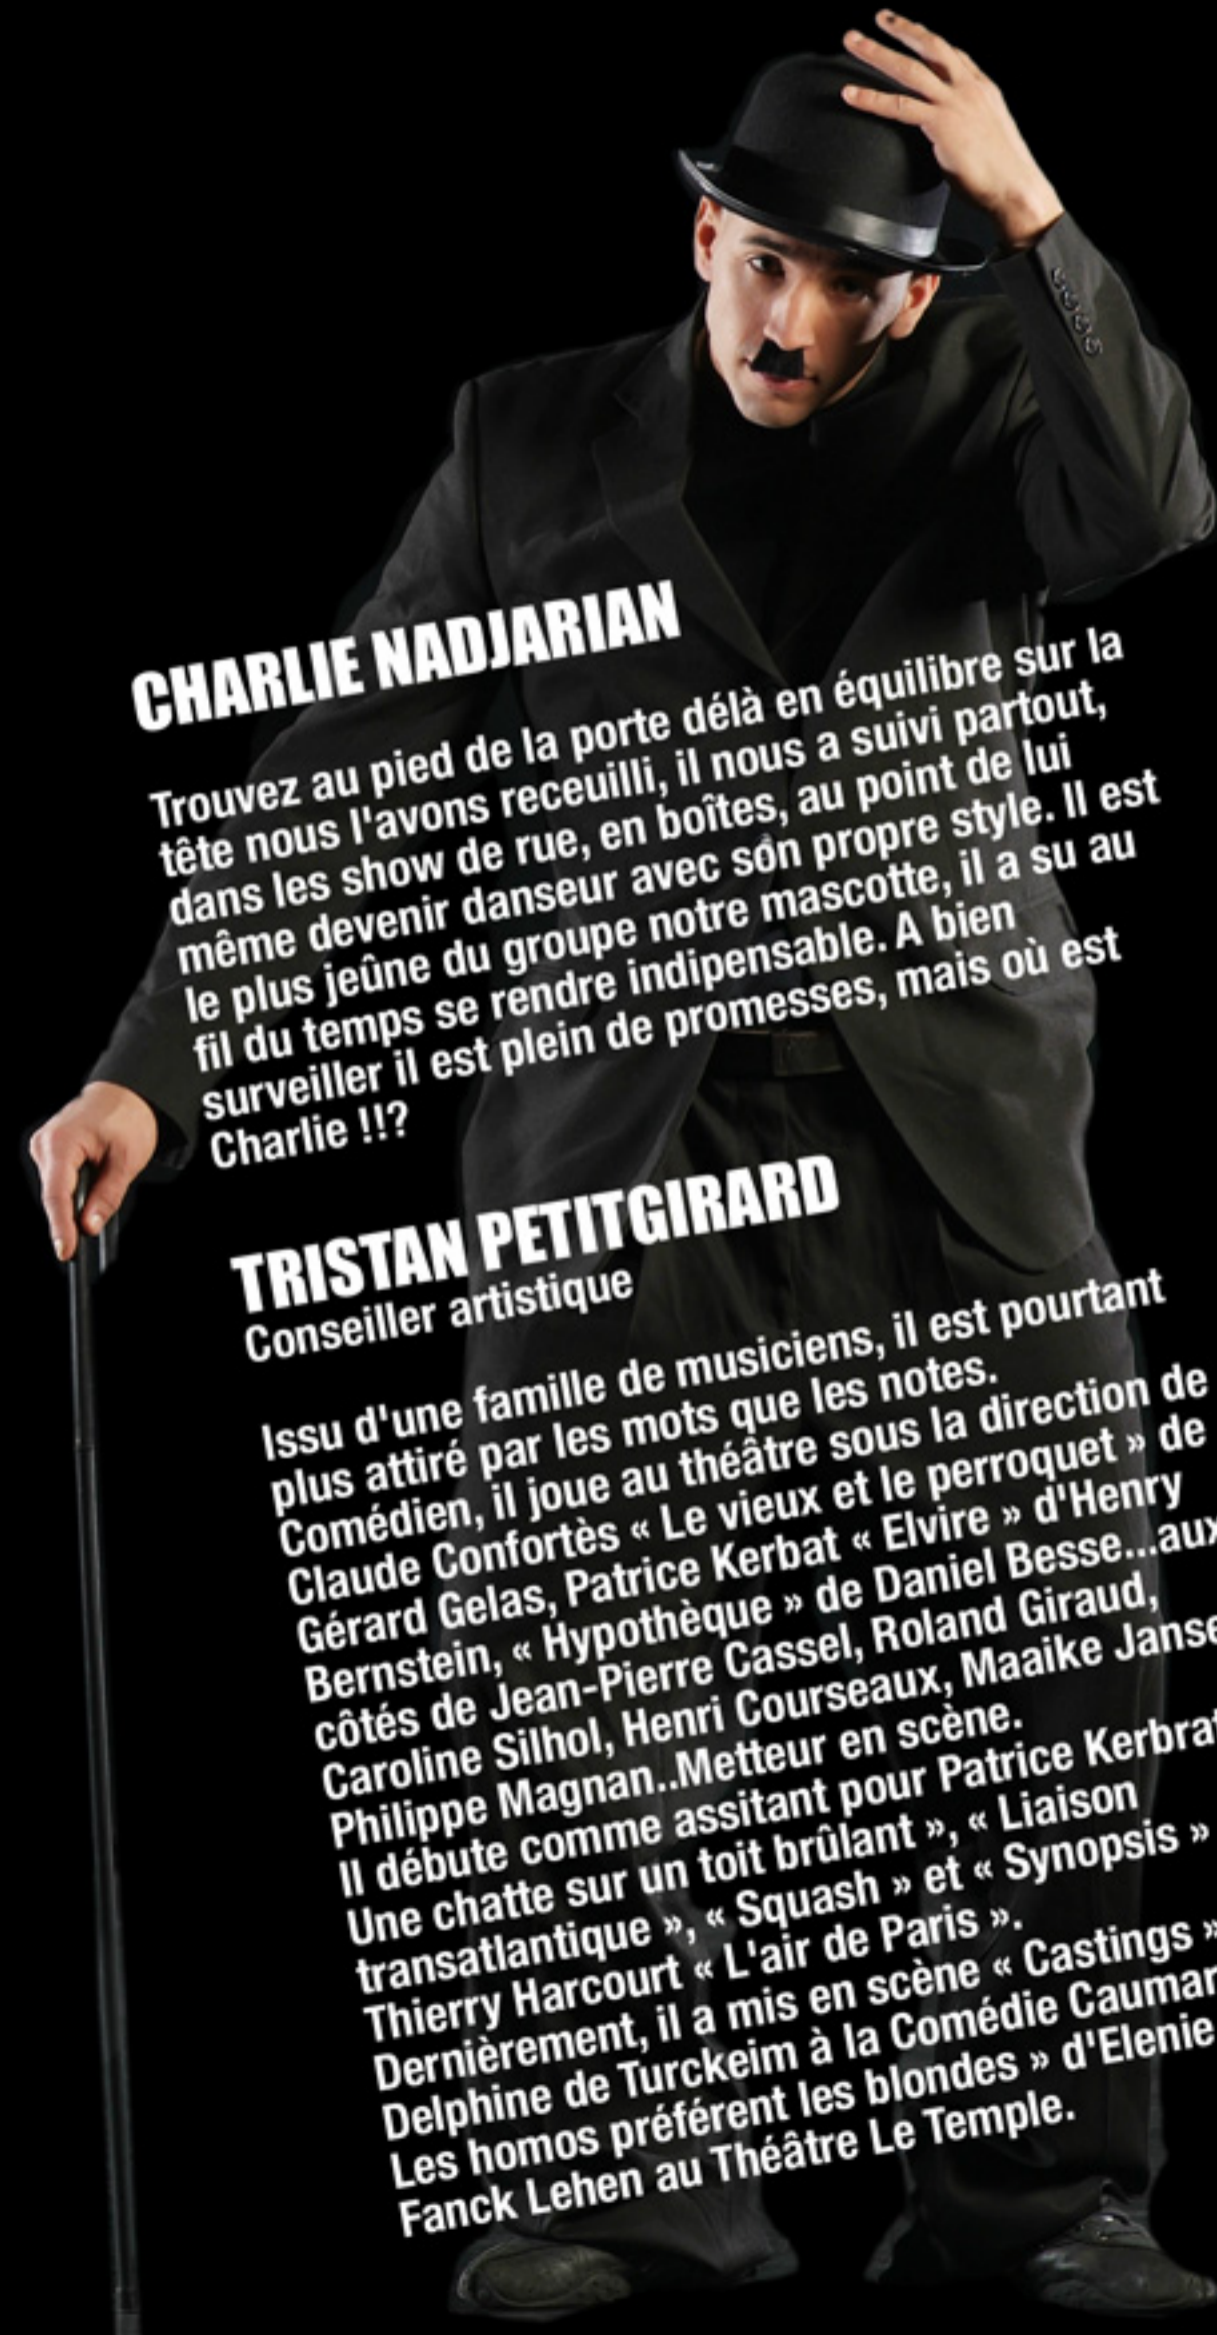 CHARLIE NADJARIAN
Trouvez au pied de la porte délà en équilibre sur la
tête nous l'avons receuilli, il nous a suivi partout,
dans les show de rue, en boîtes, au point de lui
même devenir danseur avec son propre style. Il est
le plus jeûne du groupe notre mascotte, il a su au
fil du temps se rendre indipensable. A bien
surveiller il est plein de promesses, mais où est
Charlie !!?
TRISTAN PETITGIRARD
Conseiller artistique
Issu d'une famille de musiciens, il est pourtant
plus attiré par les mots que les notes.
Comédien, il joue au théâtre sous la direction de
Claude Confortès « Le vieux et le perroquet » de
Gérard Gelas, Patrice Kerbat « Elvire » d'Henry
Bernstein, « Hypothèque » de Daniel Besse...aux
côtés de Jean-Pierre Cassel, Roland Giraud,
Caroline Silhol, Henri Courseaux, Maaike Janse
Philippe Magnan..Metteur en scène.
Il débute comme assitant pour Patrice Kerbrat
Une chatte sur un toit brûlant », « Liaison
transatlantique », « Squash » et « Synopsis »
Thierry Harcourt « L'air de Paris ».
Dernièrement, il a mis en scène « Castings »
Delphine de Turckeim à la Comédie Caumar
Les homos préférent les blondes » d'Elenie
Fanck Lehen au Théâtre Le Temple.